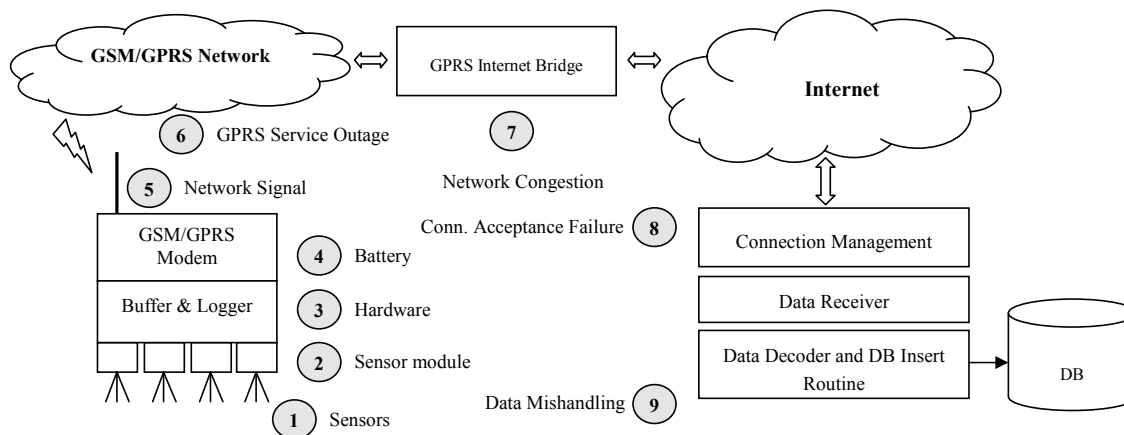 GSM/GPRS Network
GPRS Internet Bridge
Internet
6 GPRS Service Outage
7
Network Congestion
5 Network Signal
GSM/GPRS
Modem
4 Battery
Buffer & Logger
3 Hardware
2 Sensor module
1 Sensors
Conn. Acceptance Failure 8
Connection Management
Data Receiver
Data Decoder and DB Insert
Routine
DB
Data Mishandling 9